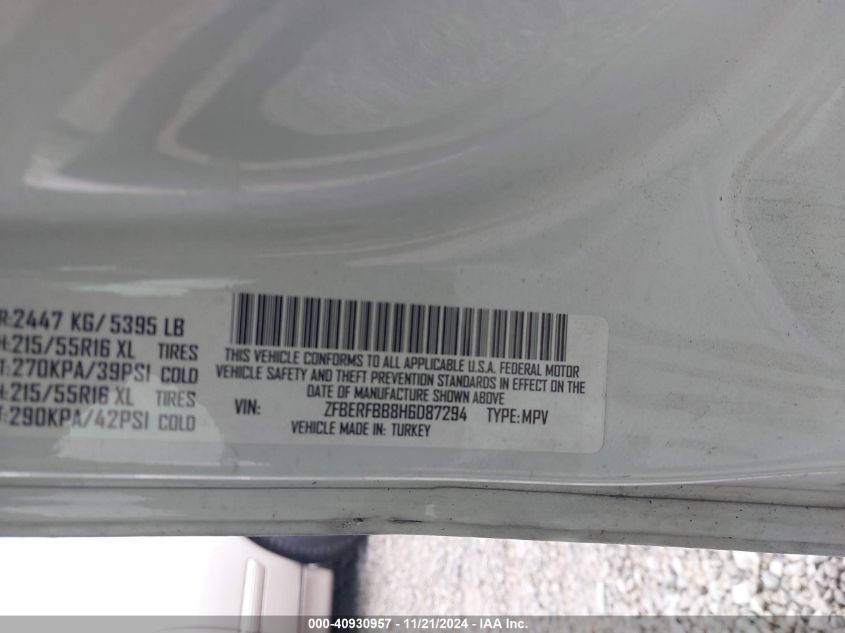 R:2447 KG/ 5395 LB
H:215/55R16 XL TIRES
T:270KPA/39PSI COLD
H:215/55R16 XL TIRES
T:290KPA/42PSI COLD
THIS VEHICLE CONFORMS TO ALL APPLICABLE U.S.A. FEDERAL MOTOR
VEHICLE SAFETY AND THEFT PREVENTION STANDARDS IN EFFECT ON THE
DATE OF MANUFACTURE SHOWN ABOVE
VIN: ZFBERFBB8H6D87294 TYPE:MPV
VEHICLE MADE IN: TURKEY
000-40930957 - 11/21/2024 - IAA Inc.